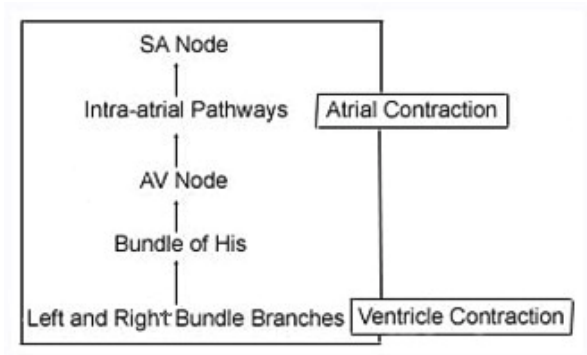 SA Node
Intra-atrial Pathways
Atrial Contraction
AV Node
Bundle of His
Left and Right Bundle Branches
Ventricle Contraction